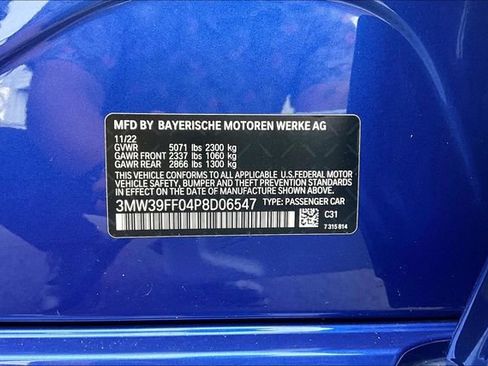 MFD BY BAYERISCHE MOTOREN WERKE AG
11/22
GVWR 5071 lbs 2300 kg
GAWR FRONT 2337 lbs 1060 kg
GAWR REAR 2866 lbs 1300 kg
THIS VEHICLE CONFORMS TO ALL APPLICABLE U.S.FEDERAL MOTOR
VEHICLE SAFETY, BUMPER AND THEFT PREVENTION STANDARDS IN
EFFECT ON THE DATE OF MANUFACTURE SHOWN ABOVE.
3MW39FF04P8D06547 TYPE: PASSENGER CAR
C31
7 315 814